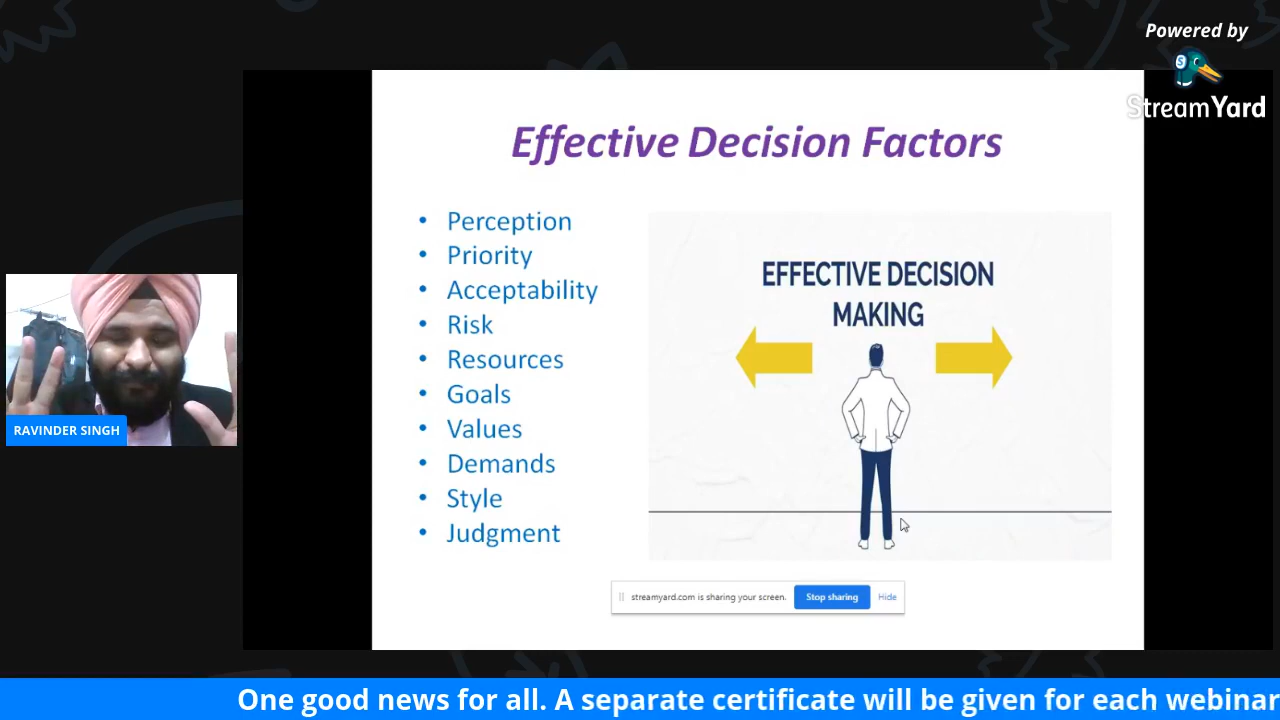 Powered by
StreamYard
Effective Decision Factors
• Perception
• Priority
• Acceptability
• Risk
• Resources
• Goals
• Values
• Demands
• Style
• Judgment
EFFECTIVE DECISION
MAKING
RAVINDER SINGH
streamyard.com is sharing your screen.
Stop sharing
Hide
One good news for all. A separate certificate will be given for each webinar